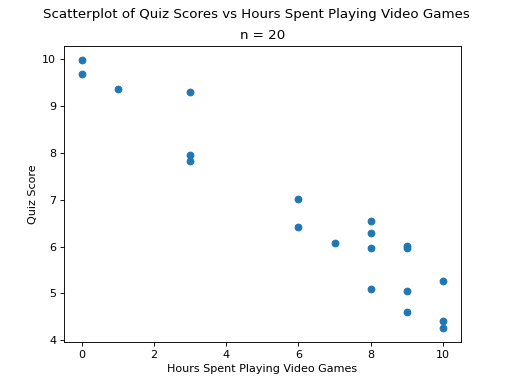 Scatterplot of Quiz Scores vs Hours Spent Playing Video Games
n = 20
10
9
8
7
6
5
4
Quiz Score
0 2 4 6 8 10
Hours Spent Playing Video Games